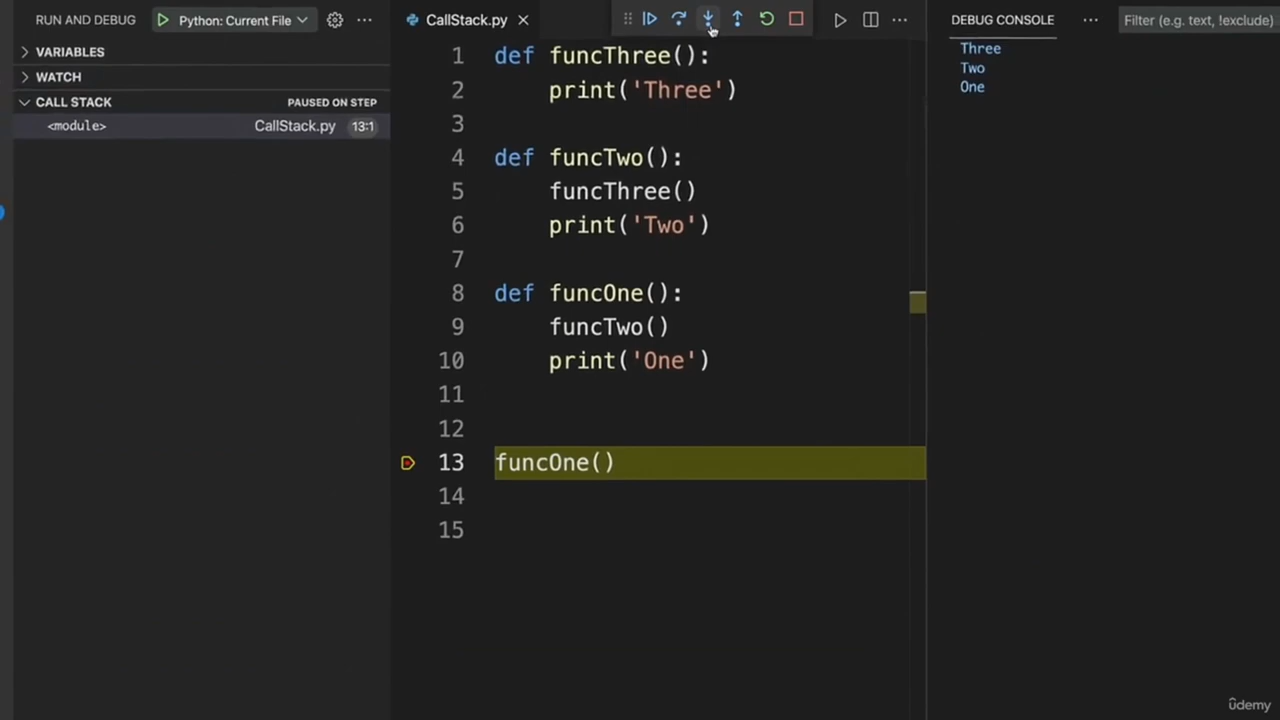 RUN AND DEBUG Python: Current File
VARIABLES
WATCH
CALL STACK PAUSED ON STEP
<module> CallStack.py 13:1
CallStack.py
1 def funcThree():
2     print('Three')
3
4 def funcTwo():
5     funcThree()
6     print('Two')
7
8 def funcOne():
9     funcTwo()
10     print('One')
11
12
13 funcOne()
14
15
DEBUG CONSOLE Filter (e.g. text, !exclude)
Three
Two
One
ûdemy